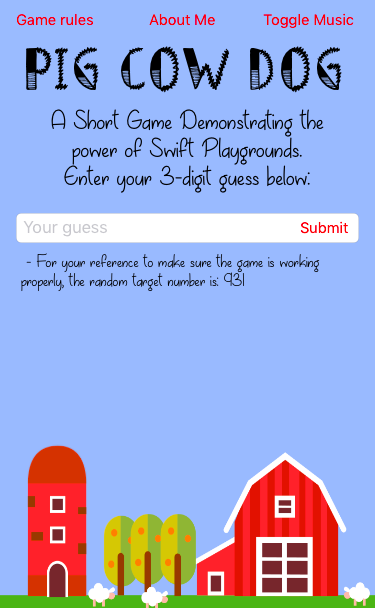 Game rules About Me Toggle Music
PIG COW DOG
A Short Game Demonstrating the
power of Swift Playgrounds.
Enter your 3-digit guess below:
Your guess Submit
- For your reference to make sure the game is working
properly, the random target number is: 931